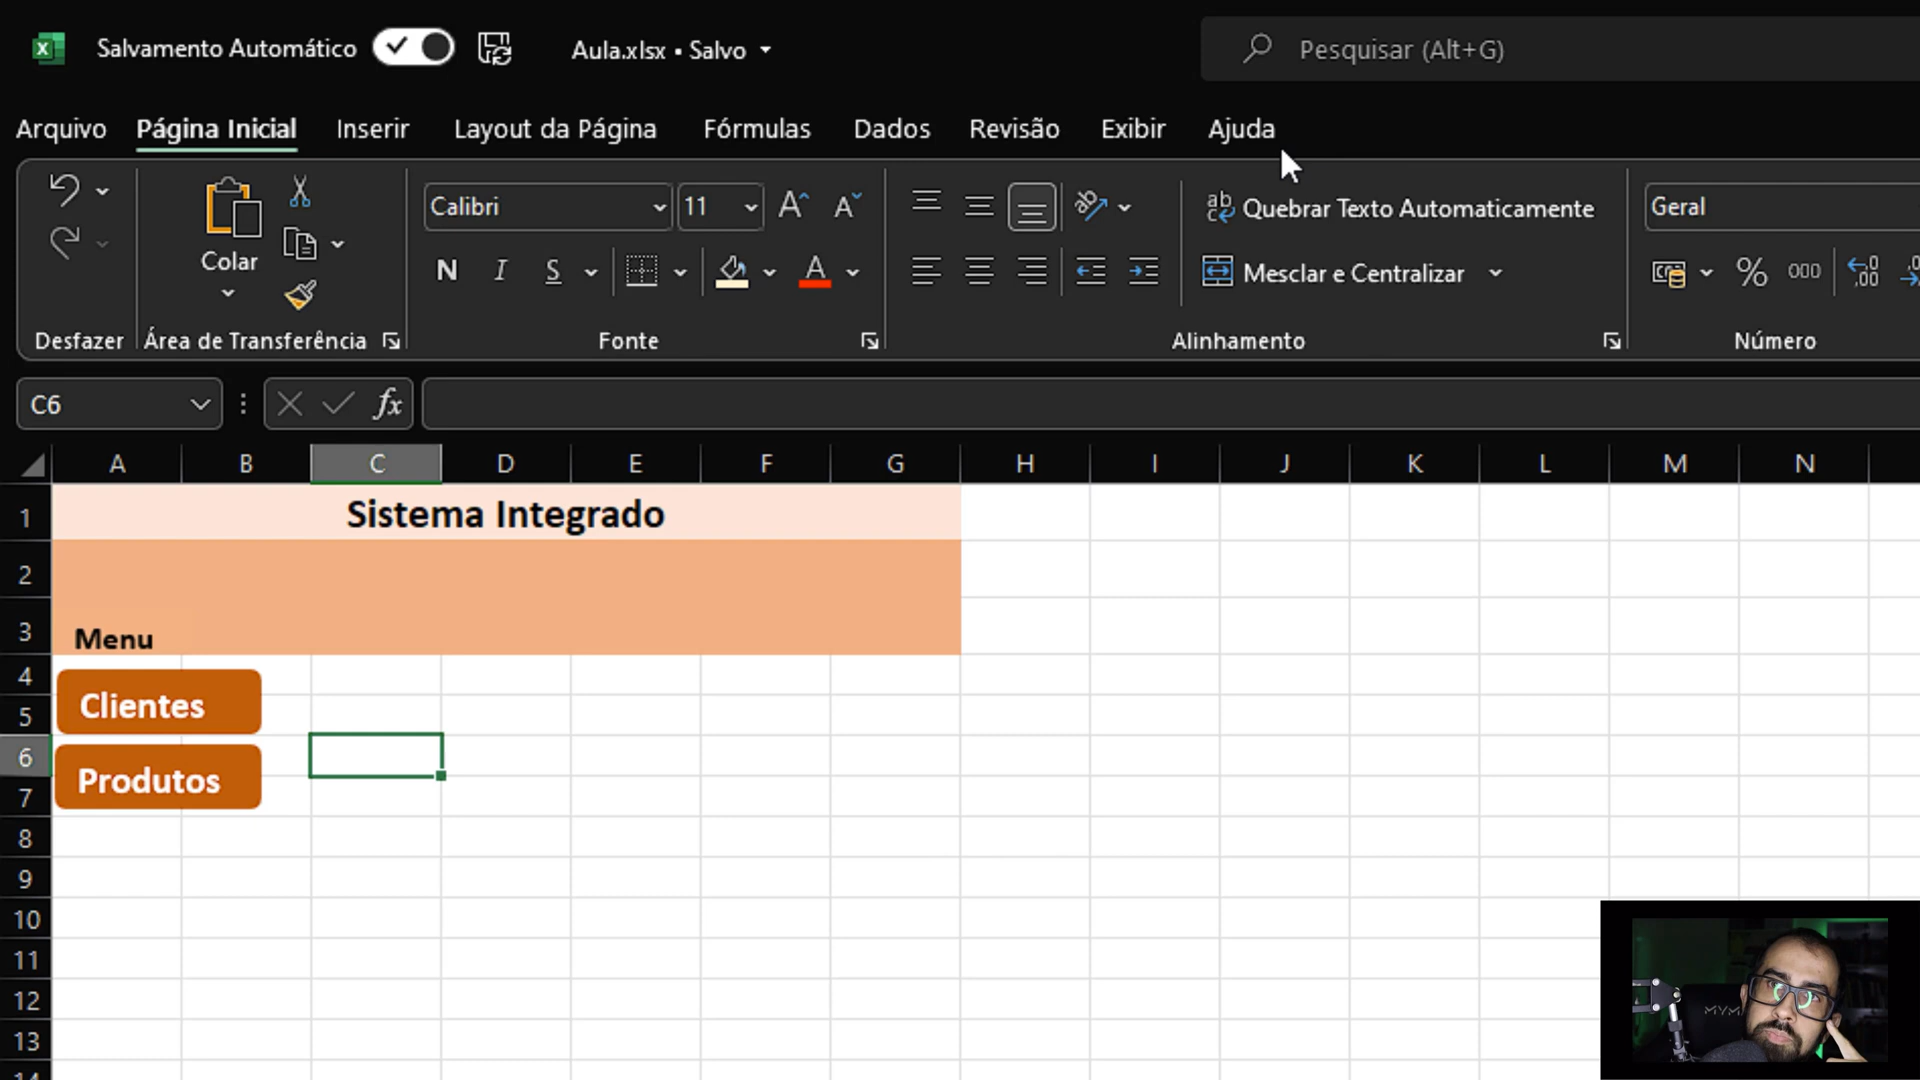 Salvamento Automático
Aula.xlsx • Salvo
Pesquisar (Alt+G)
Arquivo Página Inicial Inserir Layout da Página Fórmulas Dados Revisão Exibir Ajuda
Colar
Calibri 11
N I S
Quebrar Texto Automaticamente
Mesclar e Centralizar
Geral
% 000
Desfazer Área de Transferência Fonte Alinhamento Número
C6 fx
A B C D E F G H I J K L M N
1 Sistema Integrado
2
3 Menu
4
Clientes
5
6
Produtos
7
8
9
10
11
12
13
14